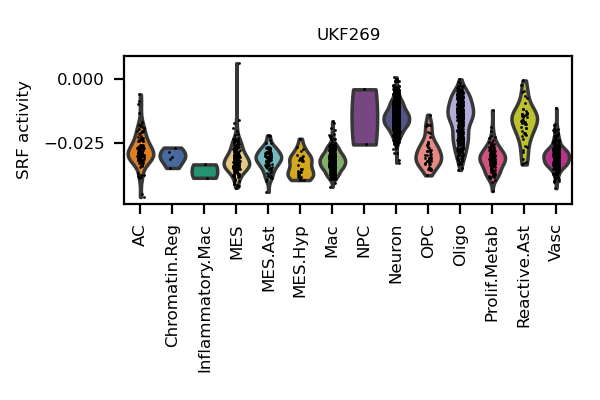 UKF269
SRF activity
0.000
−0.025
AC
Chromatin.Reg
Inflammatory.Mac
MES
MES.Ast
MES.Hyp
Mac
NPC
Neuron
OPC
Oligo
Prolif.Metab
Reactive.Ast
Vasc